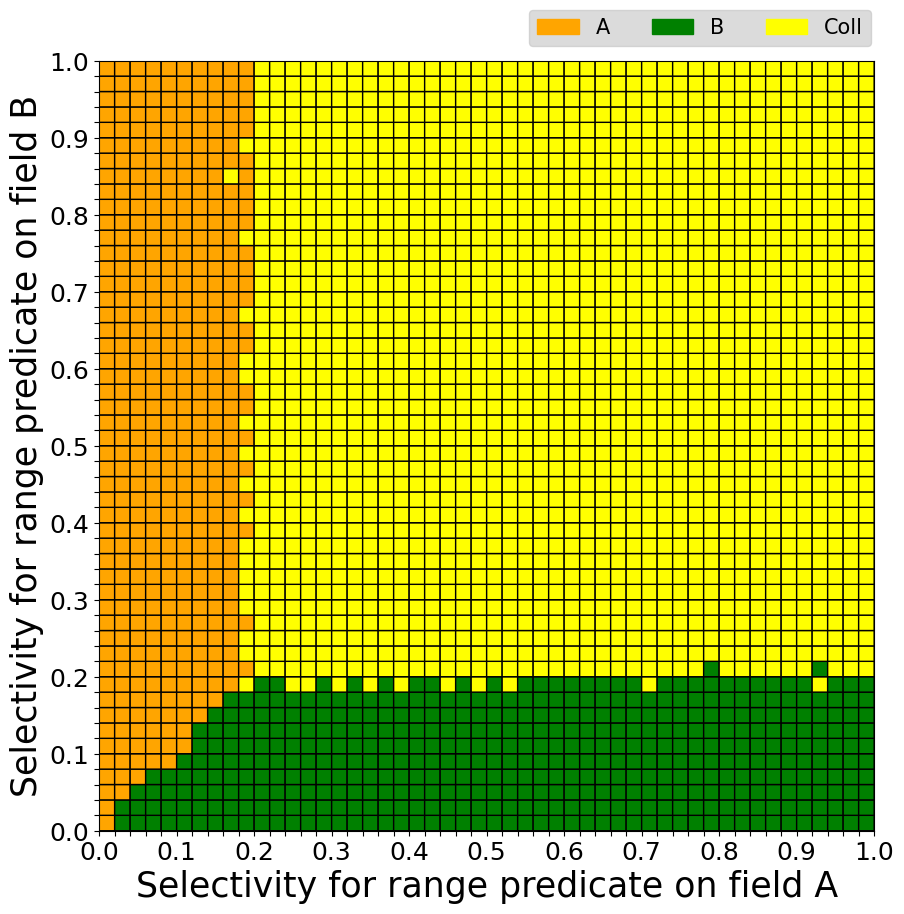 A B Coll
Selectivity for range predicate on field B
1.0
0.9
0.8
0.7
0.6
0.5
0.4
0.3
0.2
0.1
0.0
0.0 0.1 0.2 0.3 0.4 0.5 0.6 0.7 0.8 0.9 1.0
Selectivity for range predicate on field A